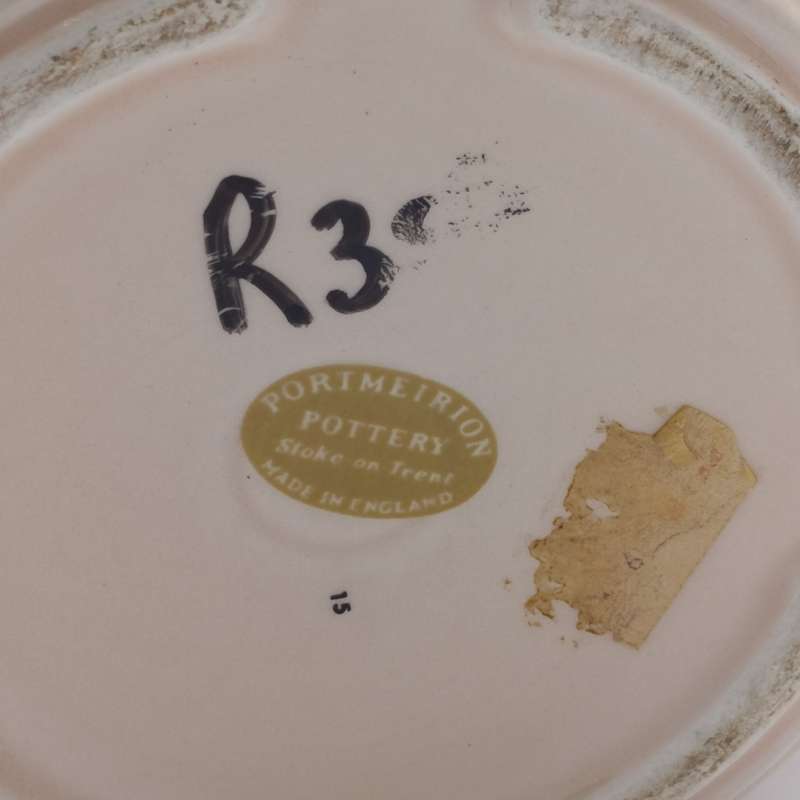 R3
PORTMEIRION
POTTERY
Stoke on Trent
MADE IN ENGLAND
15